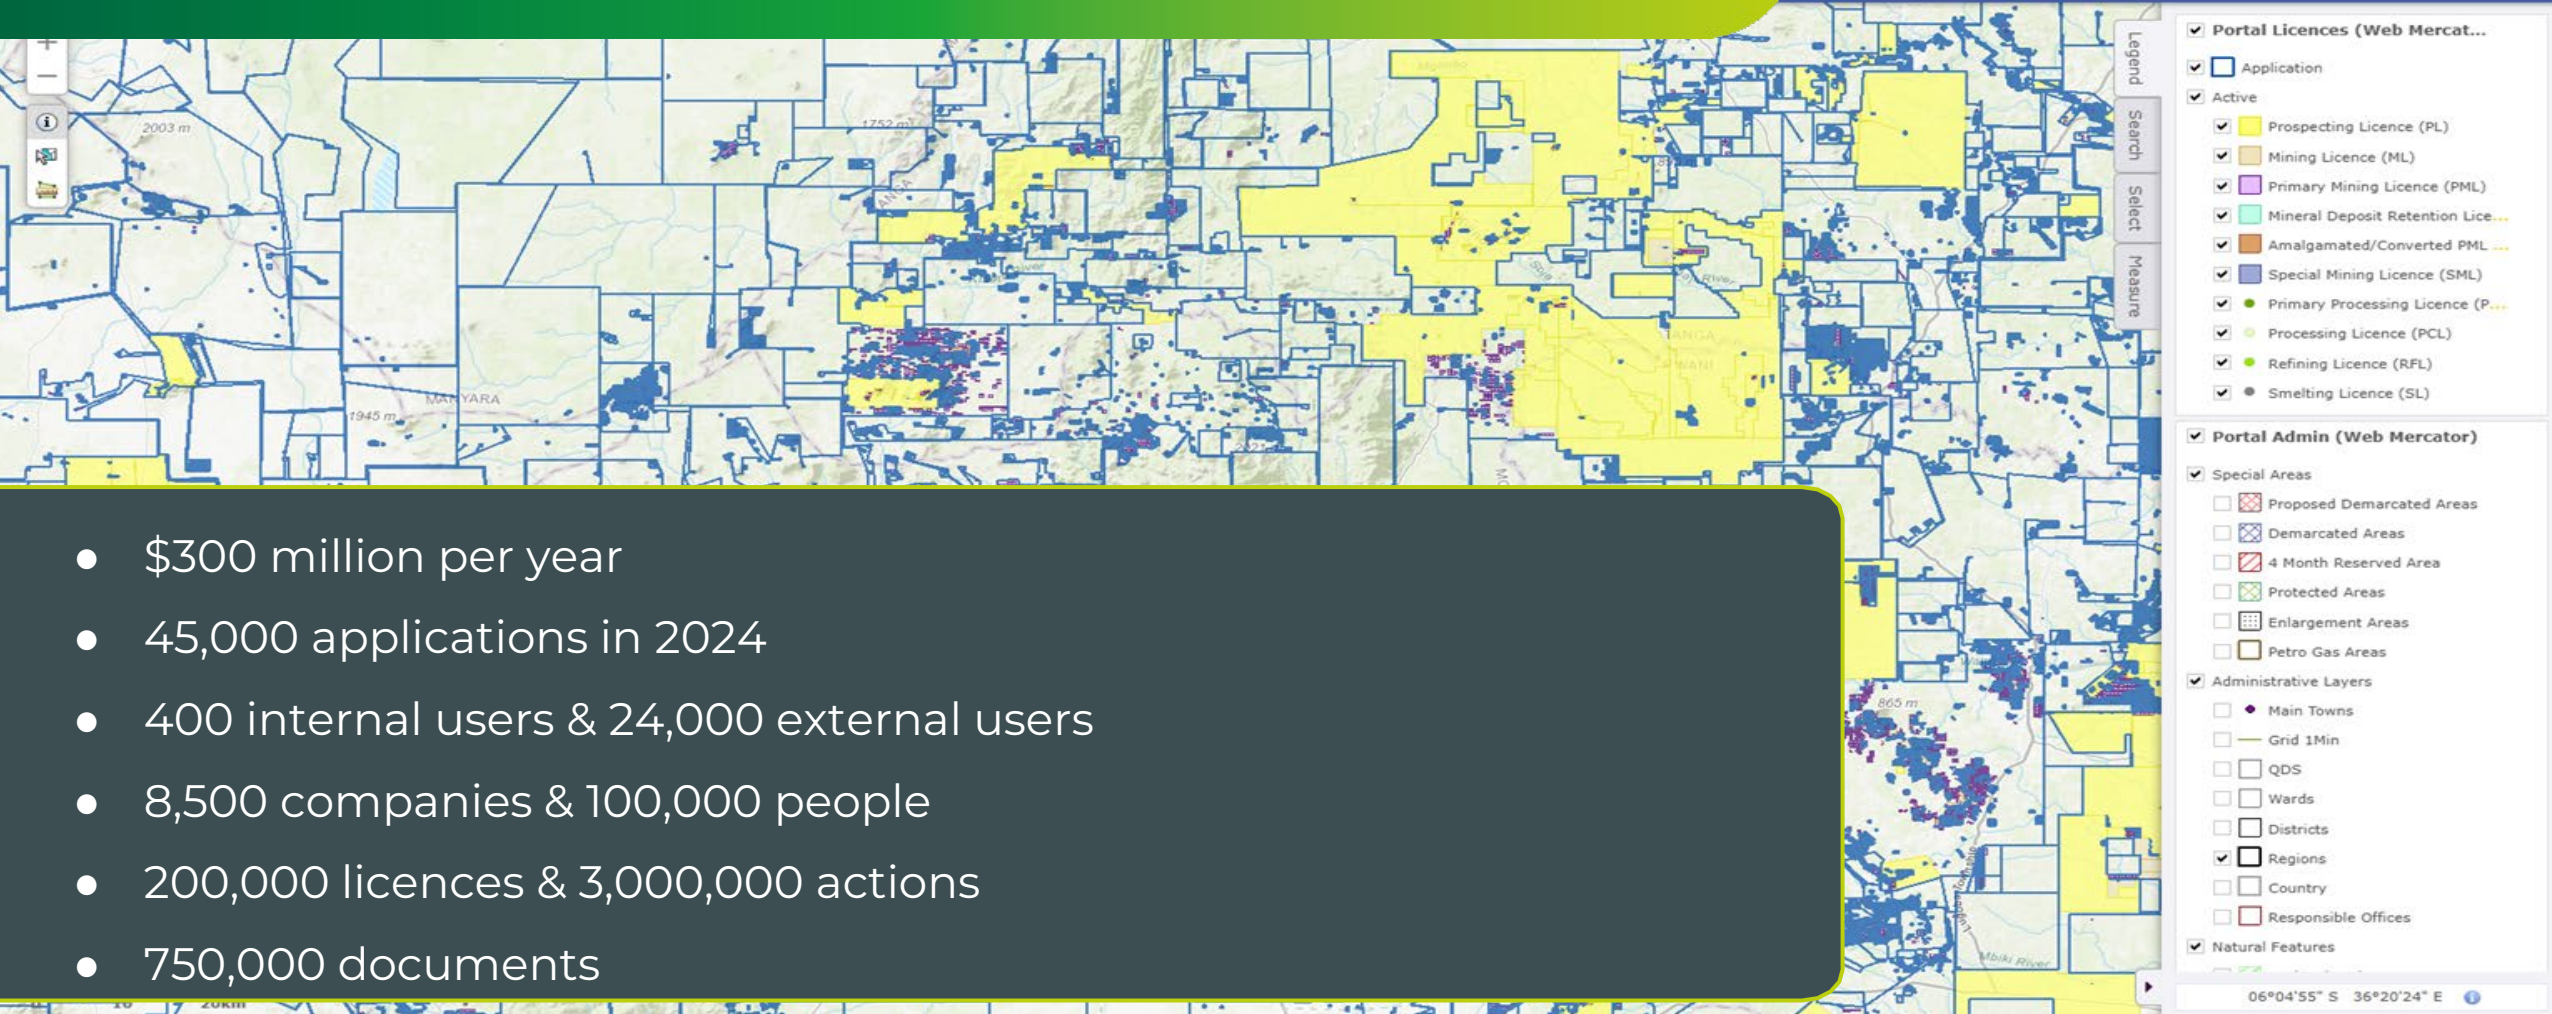 2003 m
1752 m
MANYARA
1945 m
865 m
Mbiki River
● $300 million per year
● 45,000 applications in 2024
● 400 internal users & 24,000 external users
● 8,500 companies & 100,000 people
● 200,000 licences & 3,000,000 actions
● 750,000 documents
20km
Legend
Search
Select
Measure
Portal Licences (Web Mercat...
Application
Active
Prospecting Licence (PL)
Mining Licence (ML)
Primary Mining Licence (PML)
Mineral Deposit Retention Lice...
Amalgamated/Converted PML ...
Special Mining Licence (SML)
Primary Processing Licence (P...
Processing Licence (PCL)
Refining Licence (RFL)
Smelting Licence (SL)
Portal Admin (Web Mercator)
Special Areas
Proposed Demarcated Areas
Demarcated Areas
4 Month Reserved Area
Protected Areas
Enlargement Areas
Petro Gas Areas
Administrative Layers
Main Towns
Grid 1Min
QDS
Wards
Districts
Regions
Country
Responsible Offices
Natural Features
06°04'55" S 36°20'24" E